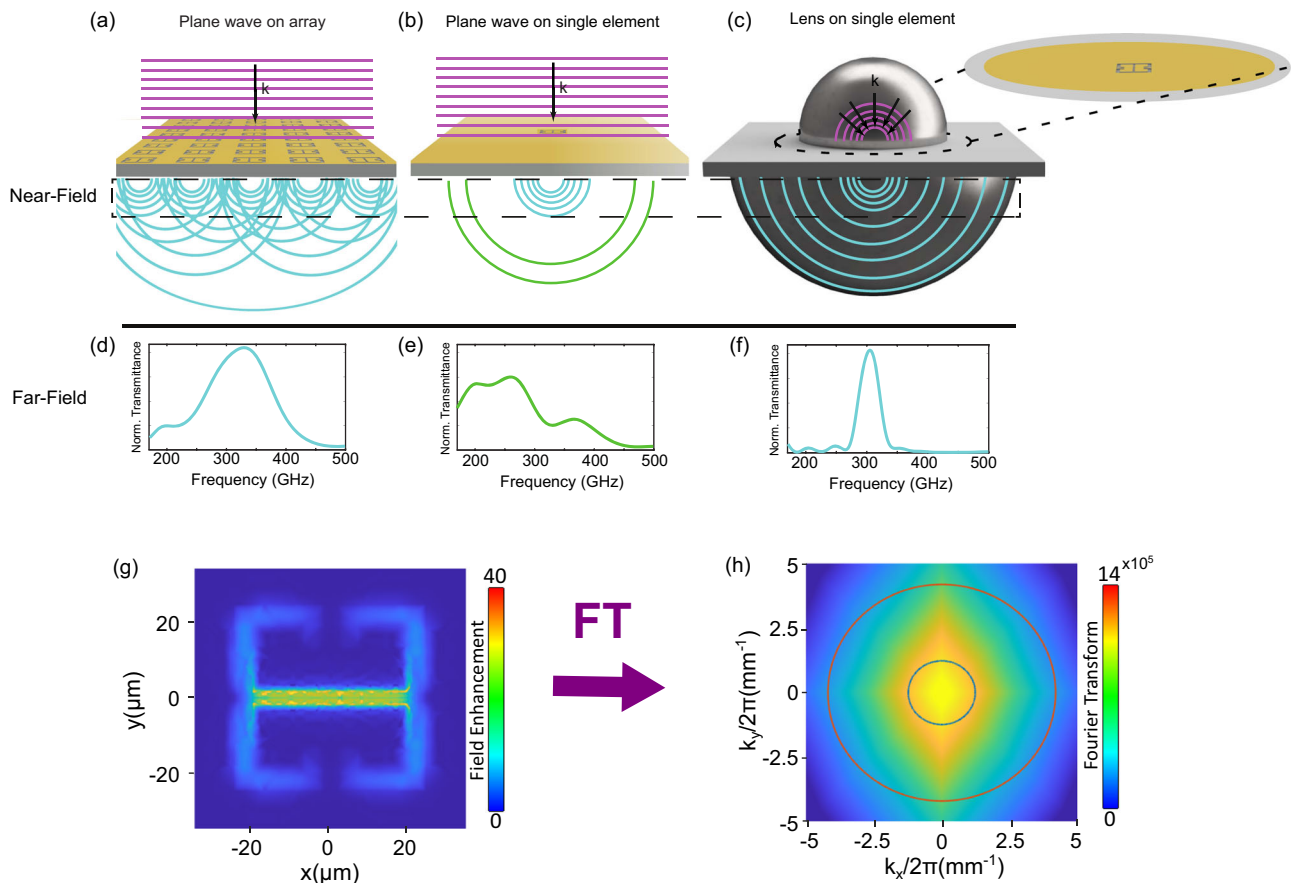 (a) Plane wave on array
(b) Plane wave on single element
(c) Lens on single element
k
k
k
Near-Field
Far-Field
(d)
Norm. Transmittance
200 300 400 500
Frequency (GHz)
(e)
Norm. Transmittance
200 300 400 500
Frequency (GHz)
(f)
Norm. Transmittance
200 300 400 500
Frequency (GHz)
(g)
20
0
-20
y(μm)
-20 0 20
x(μm)
40
Field Enhancement
0
FT
(h)
5
2.5
0
-2.5
-5
k_y/2π(mm⁻¹)
-5 -2.5 0 2.5 5
k_x/2π(mm⁻¹)
14 x10⁵
Fourier Transform
0